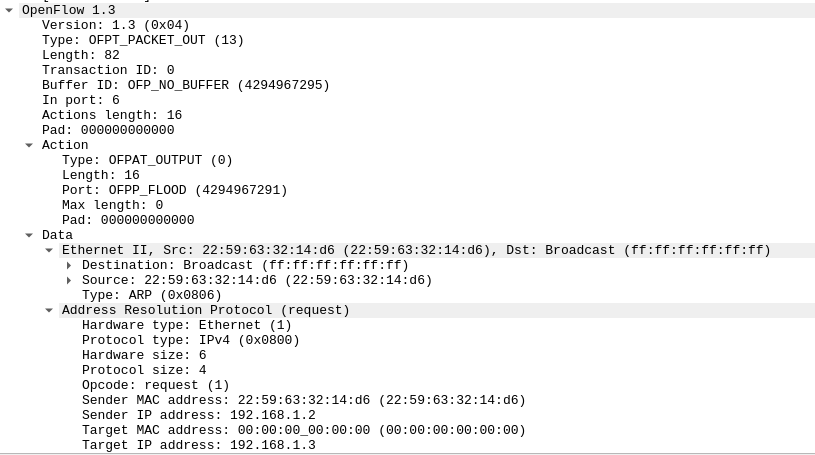 OpenFlow 1.3
Version: 1.3 (0x04)
Type: OFPT_PACKET_OUT (13)
Length: 82
Transaction ID: 0
Buffer ID: OFP_NO_BUFFER (4294967295)
In port: 6
Actions length: 16
Pad: 000000000000
Action
Type: OFPAT_OUTPUT (0)
Length: 16
Port: OFPP_FLOOD (4294967291)
Max length: 0
Pad: 000000000000
Data
Ethernet II, Src: 22:59:63:32:14:d6 (22:59:63:32:14:d6), Dst: Broadcast (ff:ff:ff:ff:ff:ff)
Destination: Broadcast (ff:ff:ff:ff:ff:ff)
Source: 22:59:63:32:14:d6 (22:59:63:32:14:d6)
Type: ARP (0x0806)
Address Resolution Protocol (request)
Hardware type: Ethernet (1)
Protocol type: IPv4 (0x0800)
Hardware size: 6
Protocol size: 4
Opcode: request (1)
Sender MAC address: 22:59:63:32:14:d6 (22:59:63:32:14:d6)
Sender IP address: 192.168.1.2
Target MAC address: 00:00:00_00:00:00 (00:00:00:00:00:00)
Target IP address: 192.168.1.3